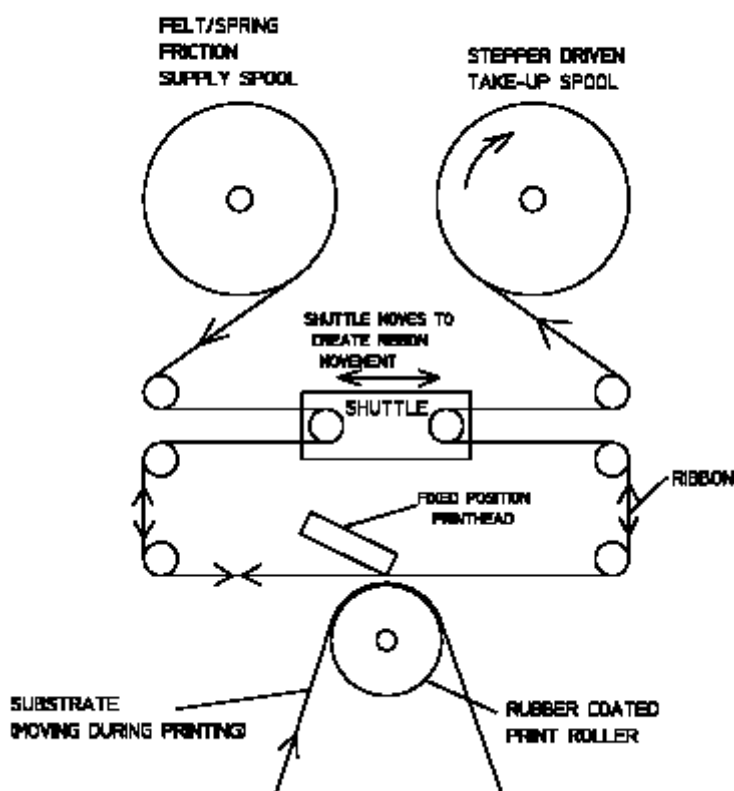 FELT/SPRING
FRICTION
SUPPLY SPOOL
STEPPER DRIVEN
TAKE-UP SPOOL
SHUTTLE MOVES TO
CREATE RIBBON
MOVEMENT
SHUTTLE
RIBBON
FIXED POSITION
PRINTHEAD
SUBSTRATE
(MOVING DURING PRINTING)
RUBBER COATED
PRINT ROLLER